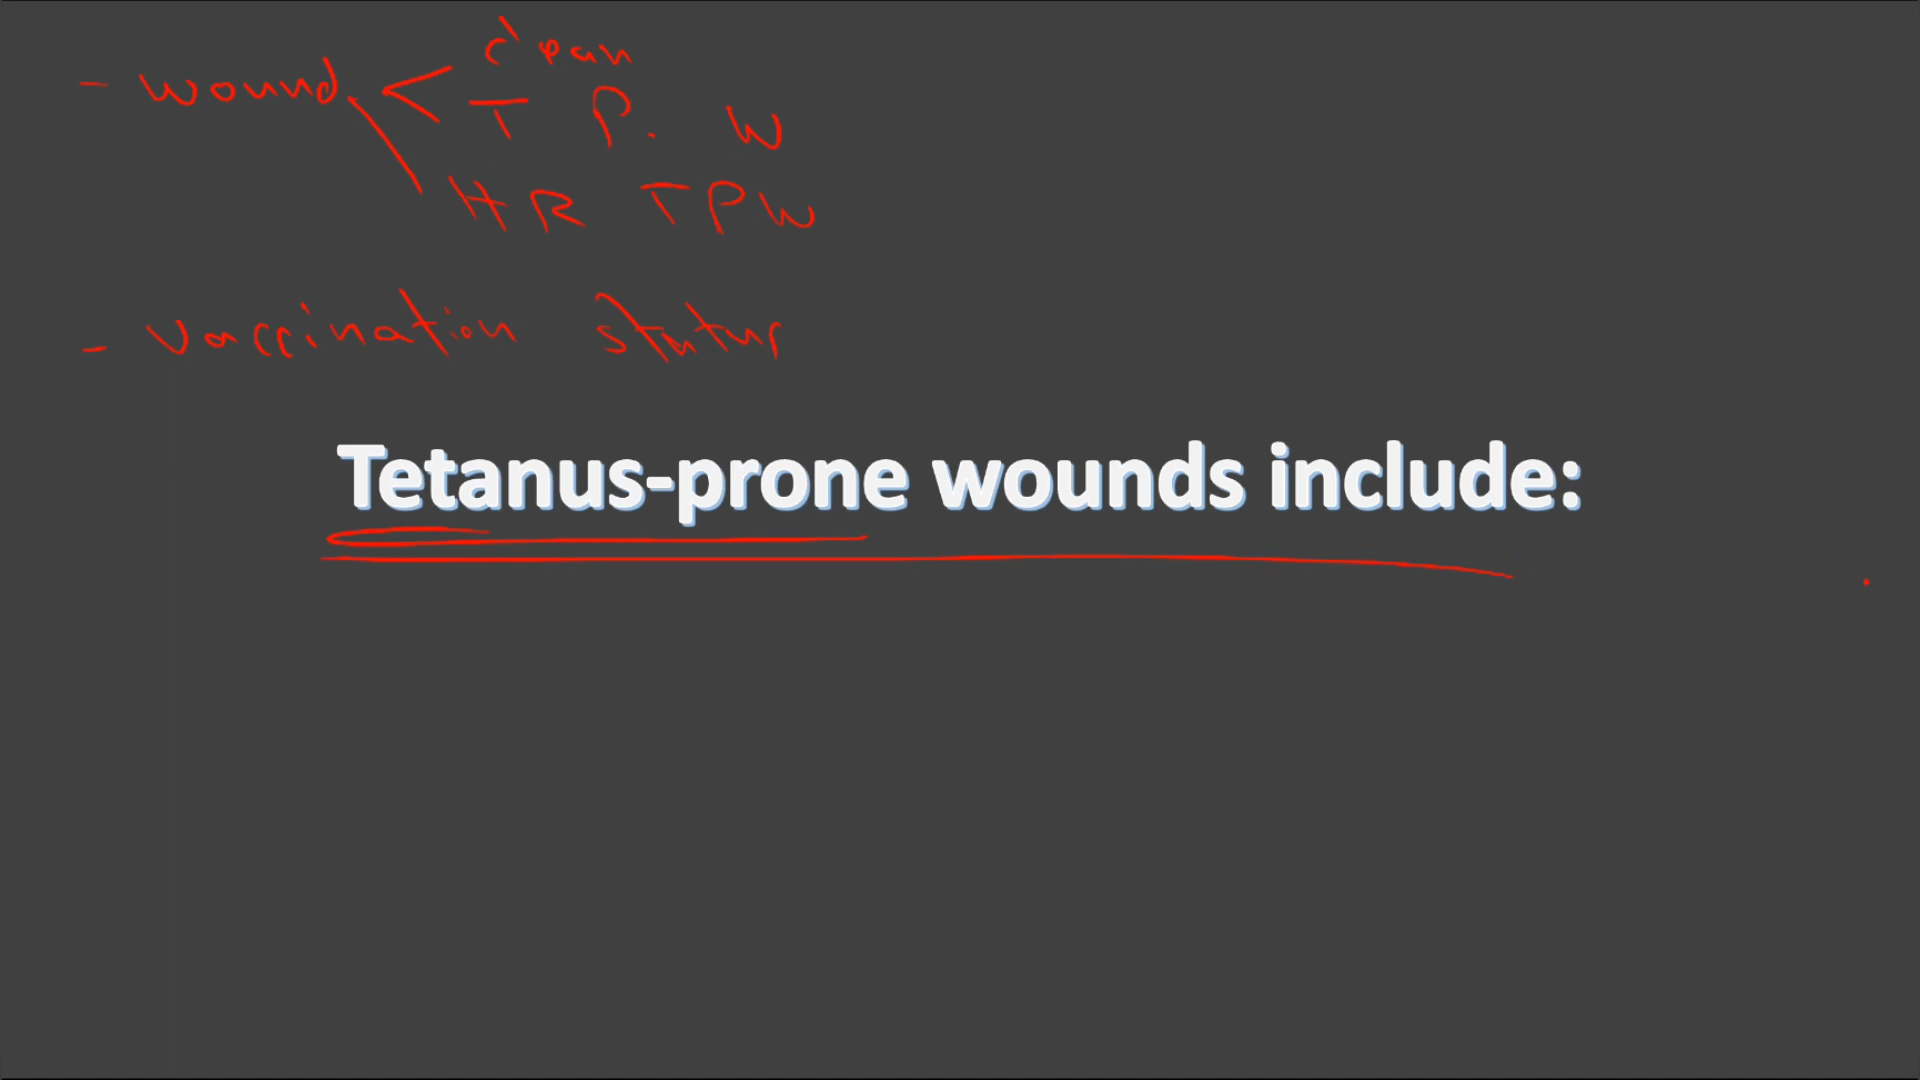 - wound < clean
T P. W
HR TPW
- vaccination status
Tetanus-prone wounds include: